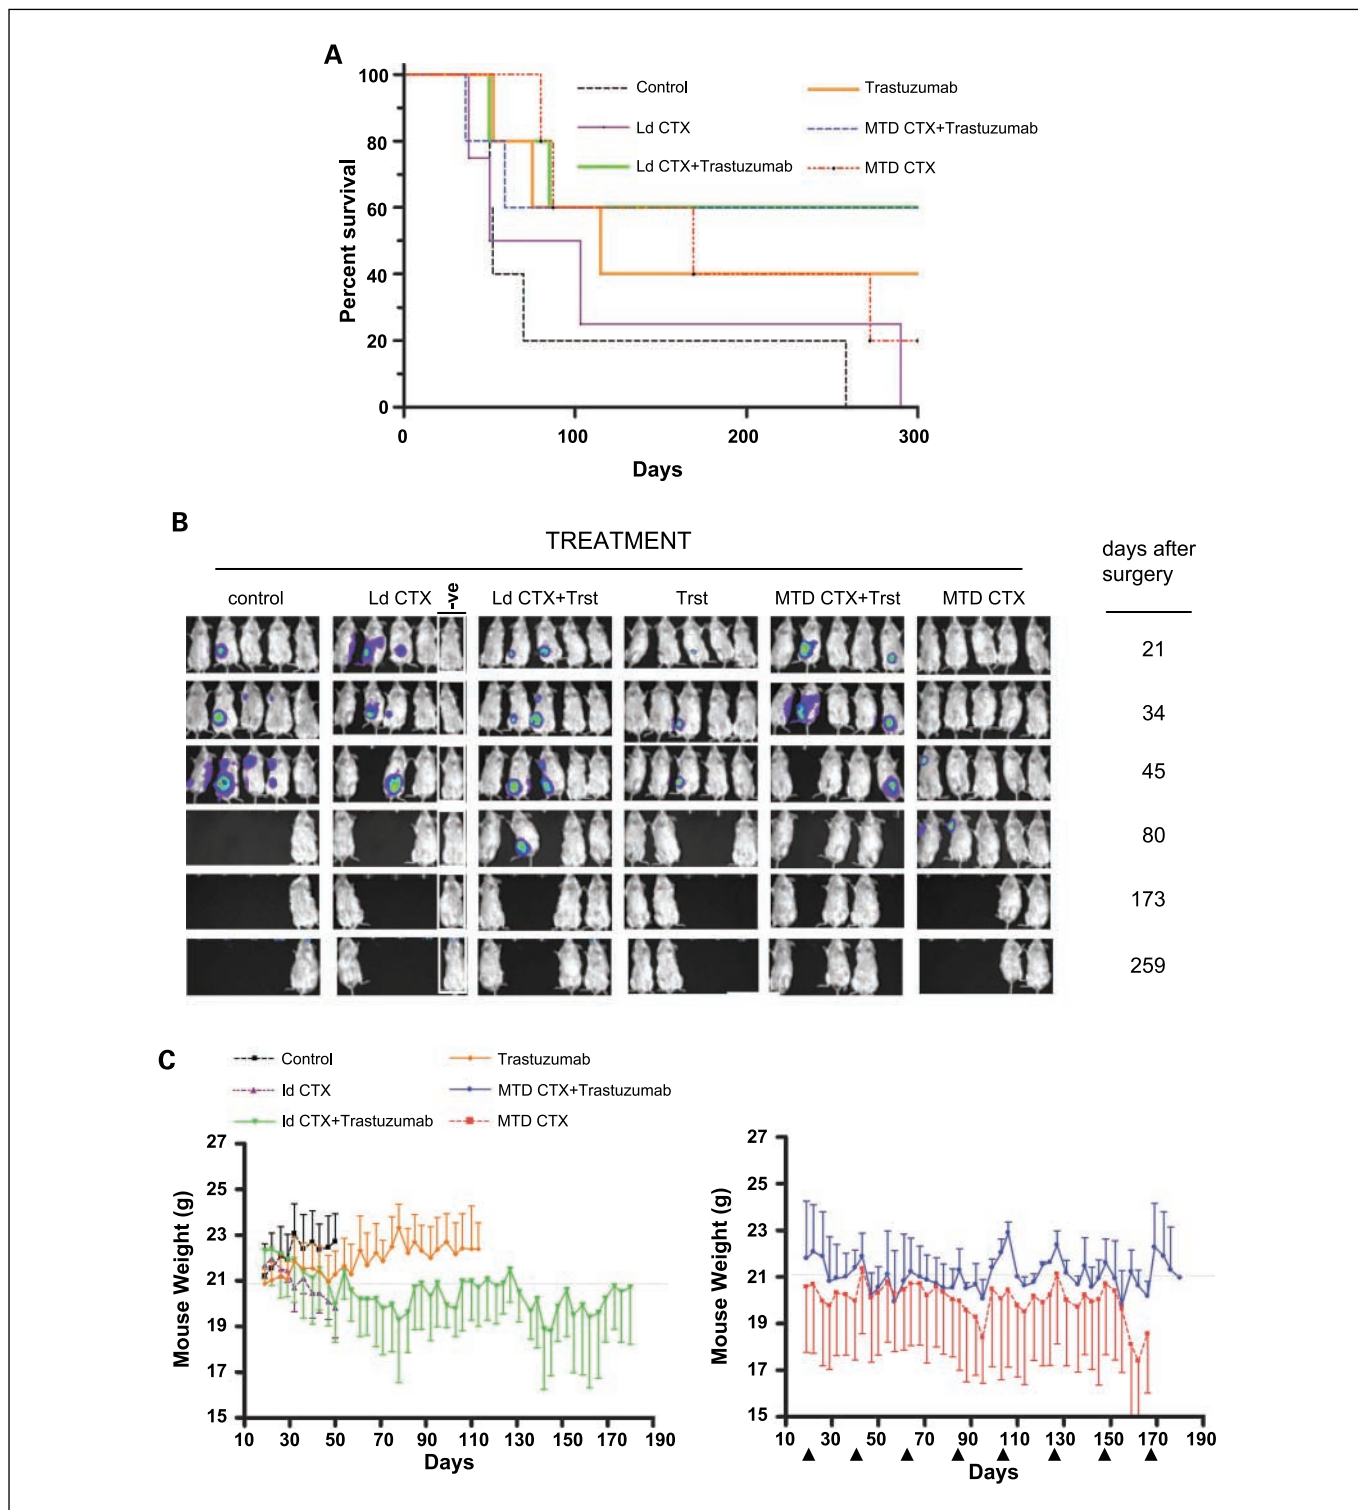 A
Control
Trastuzumab
Ld CTX
MTD CTX+Trastuzumab
Ld CTX+Trastuzumab
MTD CTX
100
80
60
40
20
0
Percent survival
0 100 200 300
Days
B
TREATMENT
days after
surgery
control Ld CTX -ve Ld CTX+Trst Trst MTD CTX+Trst MTD CTX
21
34
45
80
173
259
C
Control
Trastuzumab
ld CTX
MTD CTX+Trastuzumab
ld CTX+Trastuzumab
MTD CTX
27
25
23
21
19
17
15
Mouse Weight (g)
10 30 50 70 90 110 130 150 170 190
Days
27
25
23
21
19
17
15
Mouse Weight (g)
10 30 50 70 90 110 130 150 170 190
Days